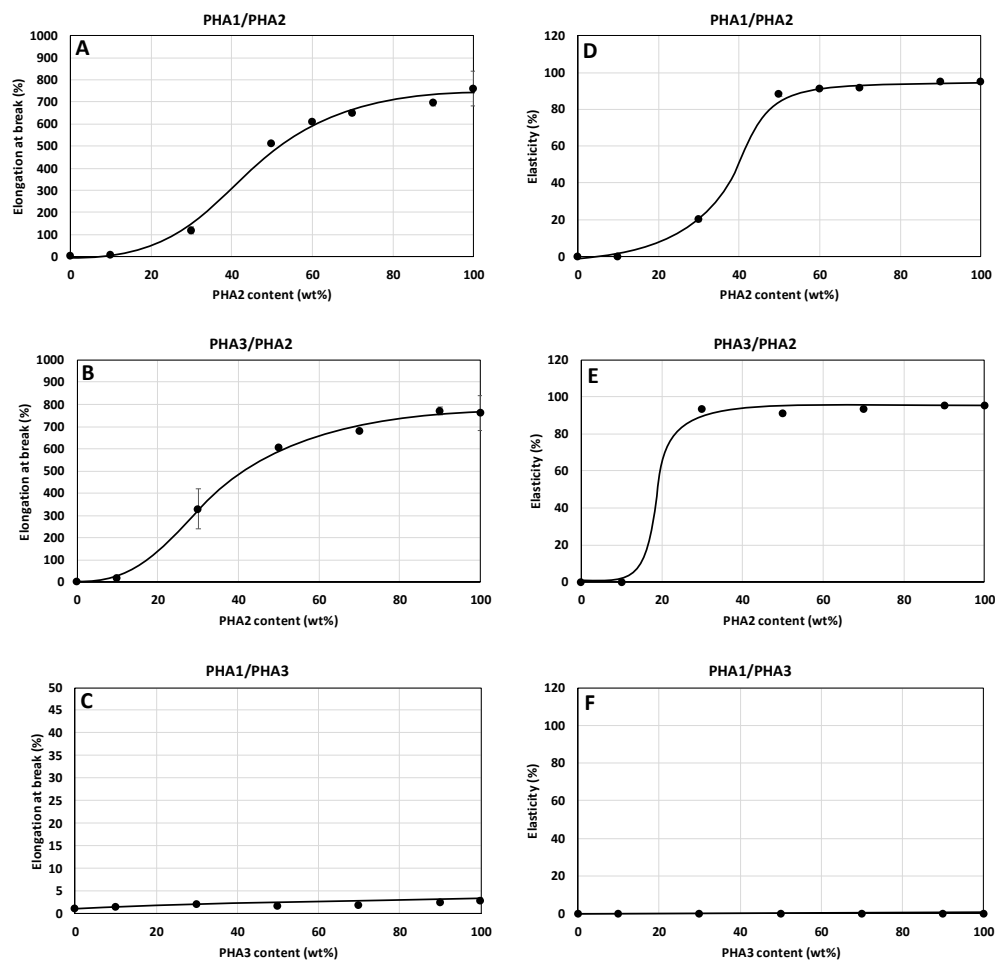 PHA1/PHA2
A
Elongation at break (%)
1000
900
800
700
600
500
400
300
200
100
0
0 20 40 60 80 100
PHA2 content (wt%)
PHA1/PHA2
D
Elasticity (%)
120
100
80
60
40
20
0
0 20 40 60 80 100
PHA2 content (wt%)
PHA3/PHA2
B
Elongation at break (%)
1000
900
800
700
600
500
400
300
200
100
0
0 20 40 60 80 100
PHA2 content (wt%)
PHA3/PHA2
E
Elasticity (%)
120
100
80
60
40
20
0
0 20 40 60 80 100
PHA2 content (wt%)
PHA1/PHA3
C
Elongation at break (%)
50
45
40
35
30
25
20
15
10
5
0
0 20 40 60 80 100
PHA3 content (wt%)
PHA1/PHA3
F
Elasticity (%)
120
100
80
60
40
20
0
0 20 40 60 80 100
PHA3 content (wt%)